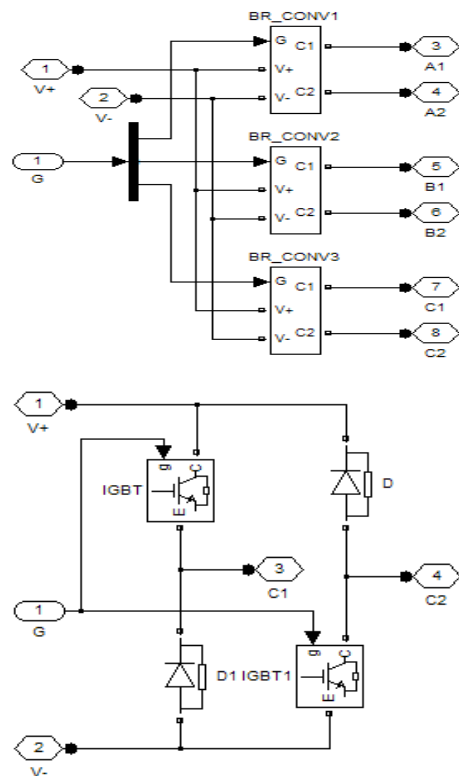 BR_CONV1
G C1
1 V+ 3
V+ A1
2 V- C2 4
V- A2
BR_CONV2
1 G C1 5
G V+ B1
V- C2 6
B2
BR_CONV3
G C1 7
V+ C1
V- C2 8
C2
1
V+
g C
IGBT
E
D
3
C1
4
C2
1
G
g C
D1 IGBT1
E
2
V-